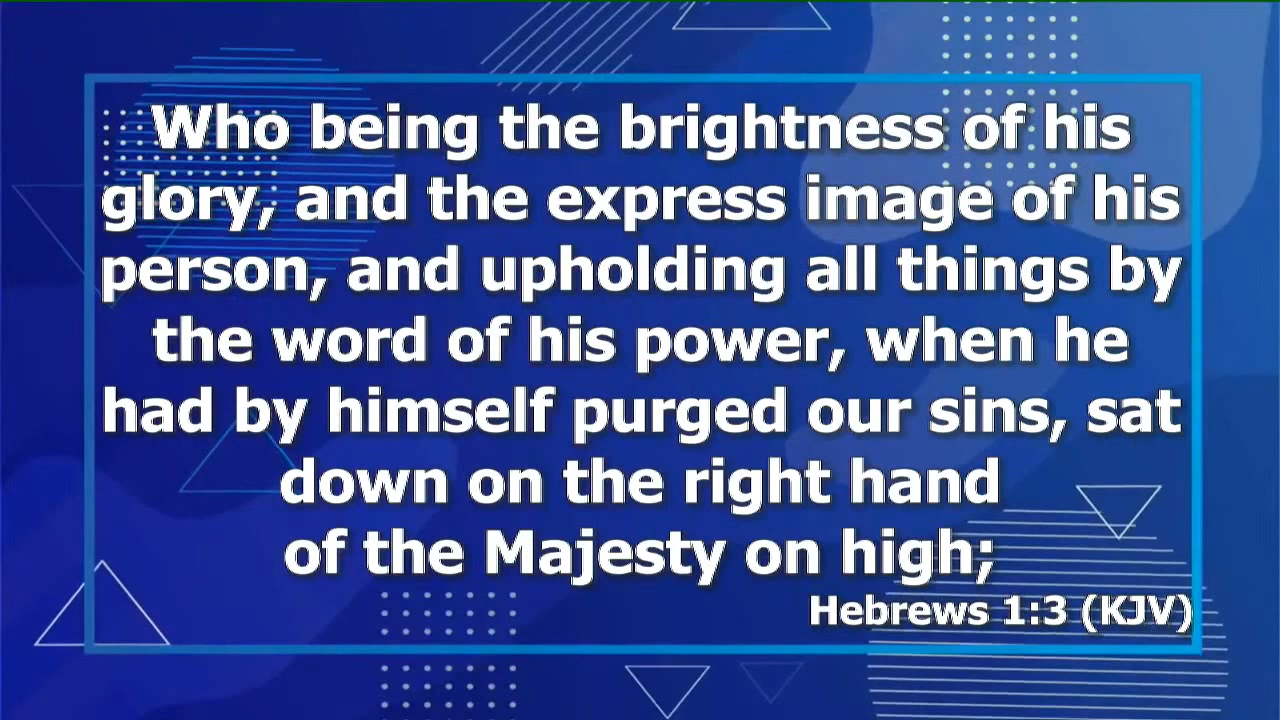 Who being the brightness of his
glory, and the express image of his
person, and upholding all things by
the word of his power, when he
had by himself purged our sins, sat
down on the right hand
of the Majesty on high;
Hebrews 1:3 (KJV)